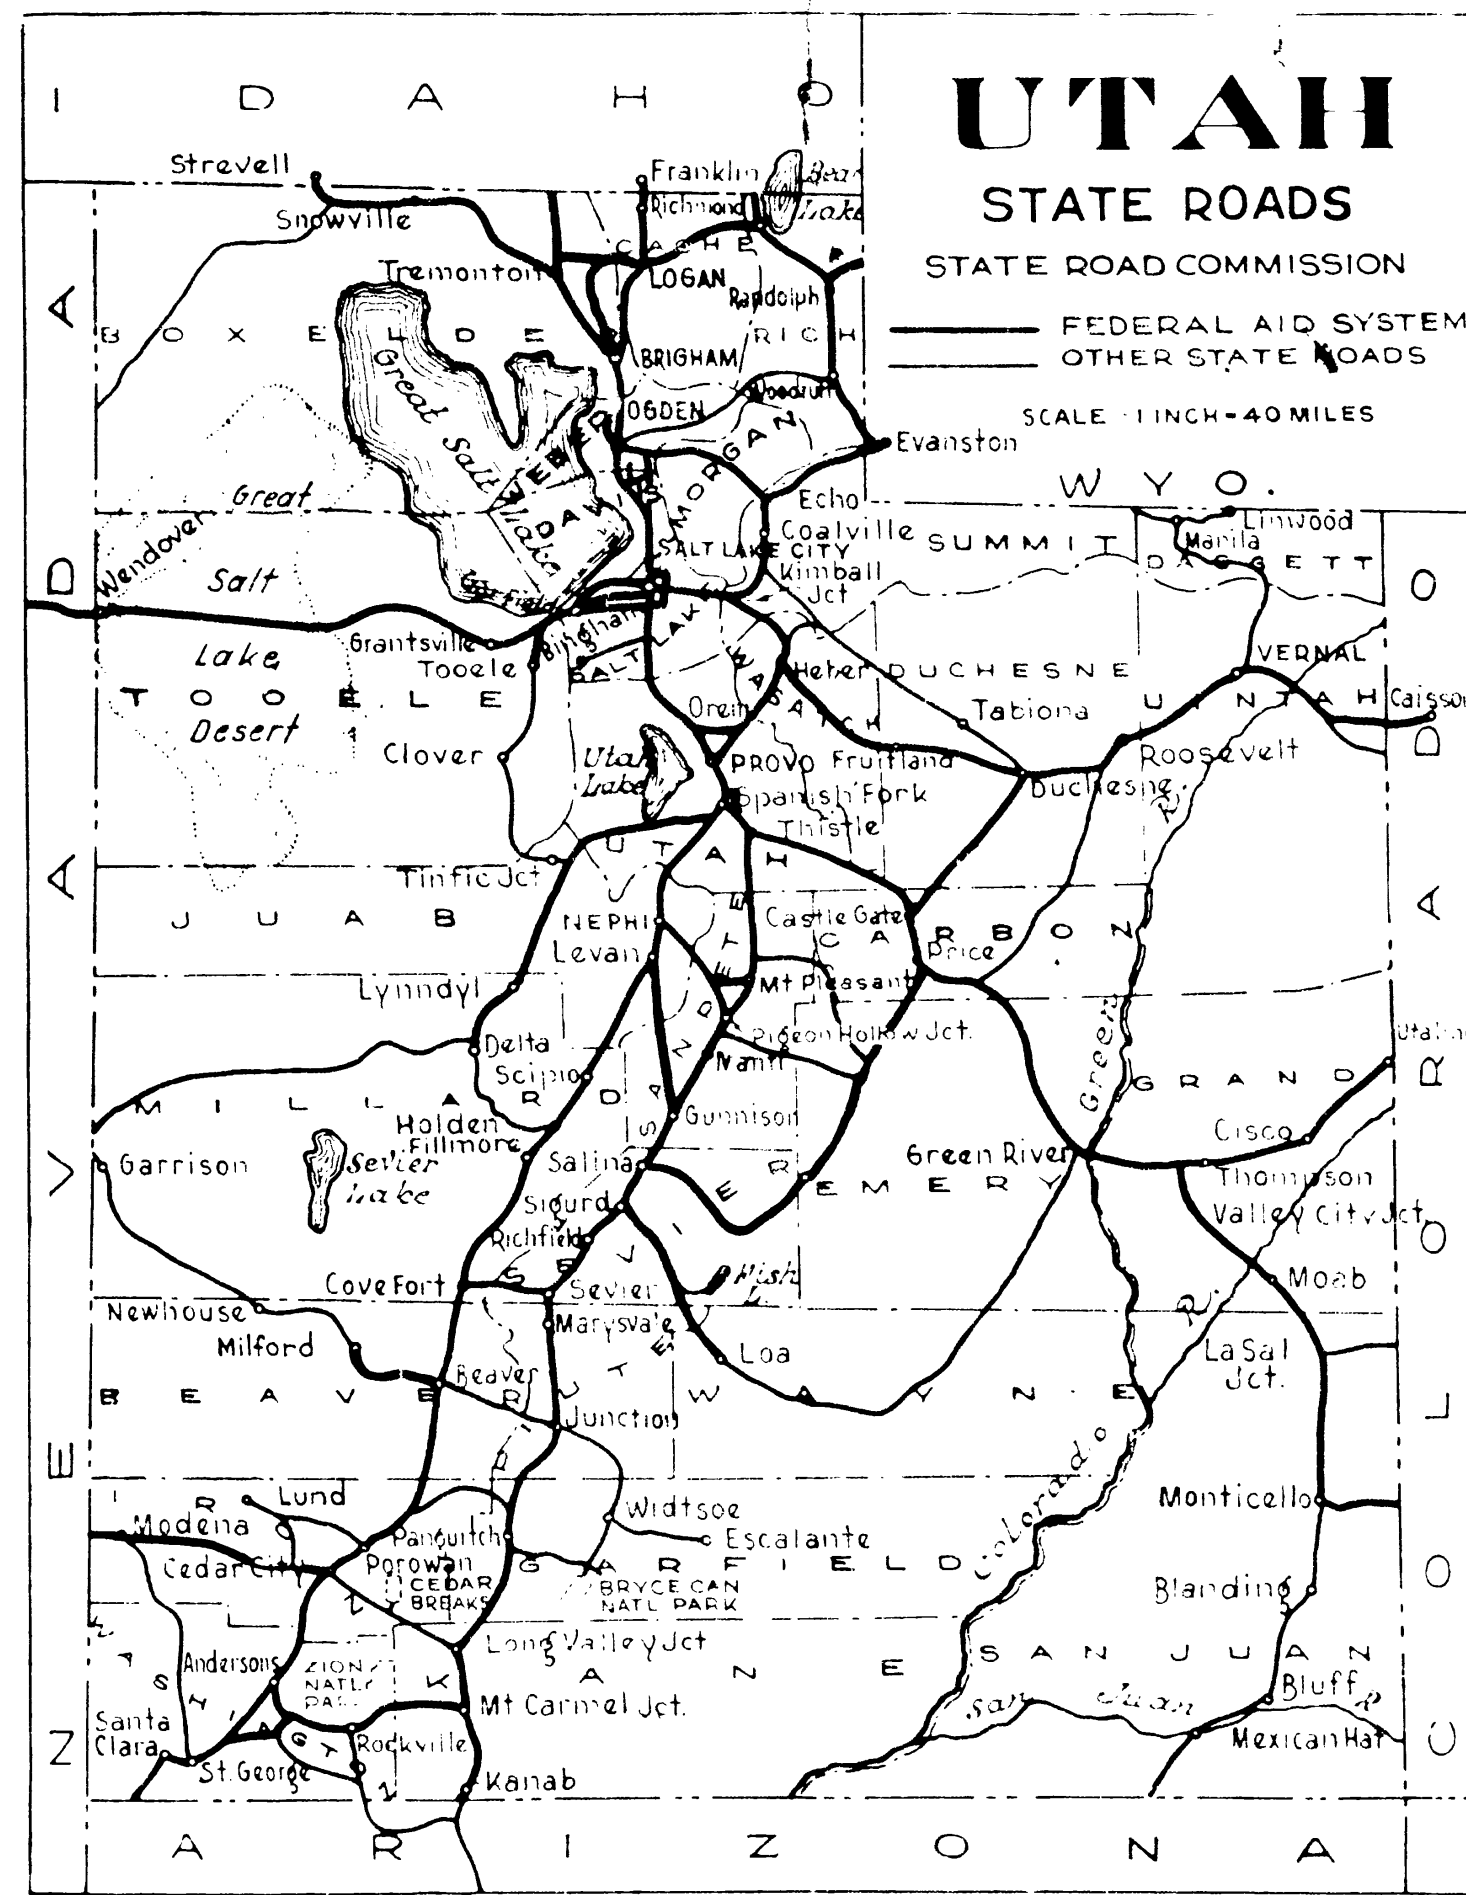 IDAHO
UTAH
STATE ROADS
STATE ROAD COMMISSION
FEDERAL AID SYSTEM
OTHER STATE ROADS
SCALE - 1 INCH = 40 MILES
Strevell
Snowville
Franklin
Richmond
Bear
Lake
CACHE
Tremonton
LOGAN
Randolph
BOX ELDER
RICH
BRIGHAM
Woodruff
Great Salt Lake
OGDEN
WEBER
MORGAN
Evanston
WYO.
Great
Salt
Lake
Desert
Wendover
DAVIS
Echo
Coalville
SALT LAKE CITY
Kimball
Jct
SUMMIT
Linwood
Manila
DAGGETT
Grantsville
Tooele
Bingham
SALT LAKE
TOOELE
WASATCH
Heber
DUCHESNE
VERNAL
UINTAH
Tabiona
Orem
Clover
Utah
Lake
PROVO
Fruitland
Roosevelt
Duchesne
Spanish Fork
Thistle
UTAH
Tintic Jct
JUAB
NEPHI
Levan
Castle Gate
CARBON
Price
Lynndyl
Mt Pleasant
Pigeon Hollow Jct.
Manti
Delta
Scipio
MILLARD
Holden
Fillmore
Gunnison
Green
R.
GRAND
Cisco
Garrison
Sevier
Lake
Salina
Green River
EMERY
Thompson
Valley City Jct.
Sigurd
Richfield
SEVIER
Cove Fort
Sevier
Fish
L.
Moab
Newhouse
Marysvale
Milford
Loa
La Sal
Jct.
Beaver
BEAVER
PIUTE
WAYNE
Junction
Colorado
R.
Lund
Modena
Widtsoe
Escalante
Monticello
Panguitch
Cedar City
Parowan
GARFIELD
CEDAR
BREAKS
BRYCE CAN
NATL PARK
Blanding
Long Valley Jct
SAN JUAN
KANE
Andersons
ZION
NATL
Mt Carmel Jct.
San Juan R
Bluff
Mexican Hat
Santa
Clara
Rockville
St. George
Kanab
NEVADA
COLORADO
ARIZONA